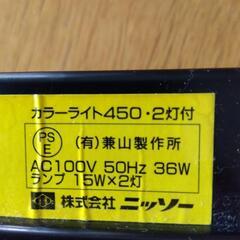 カラーライト450・2灯付
PS
E
(有)兼山製作所
AC100V 50Hz 36W
ランプ 15W×2灯
株式会社ニッソー